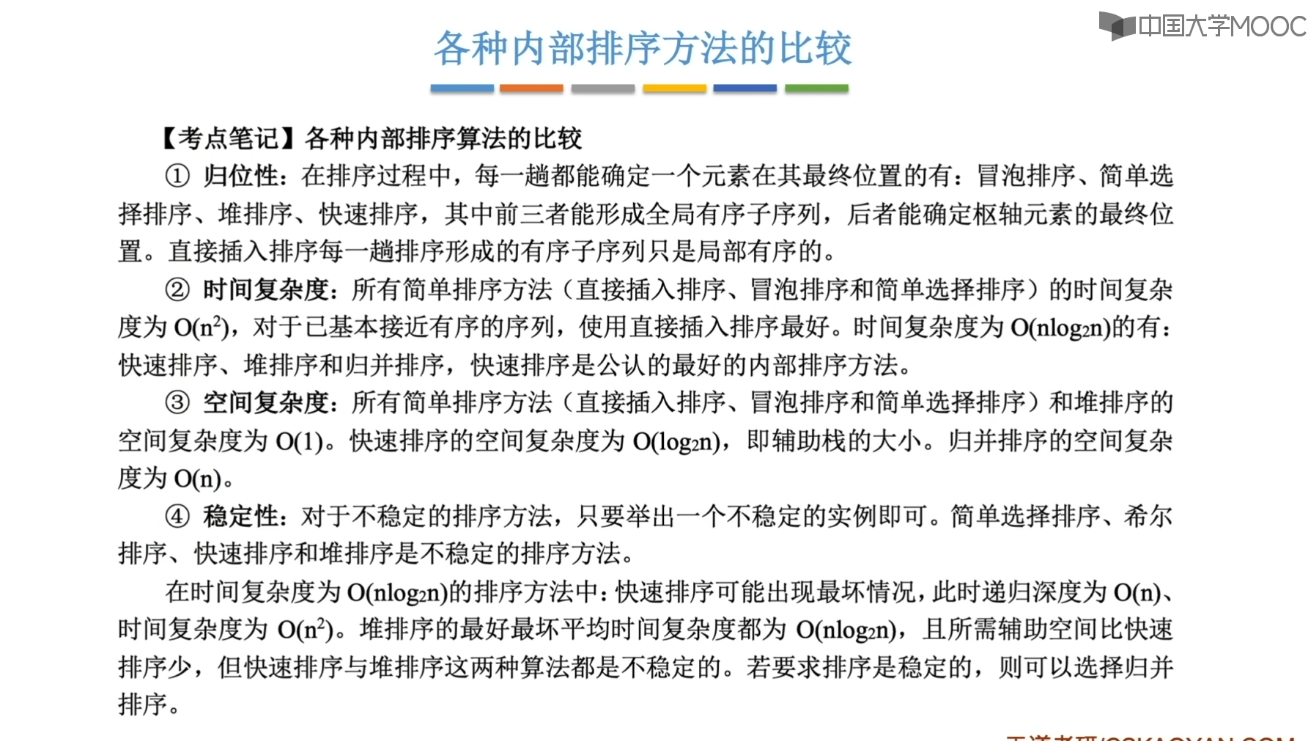 中国大学MOOC
各种内部排序方法的比较
【考点笔记】各种内部排序算法的比较
① 归位性：在排序过程中，每一趟都能确定一个元素在其最终位置的有：冒泡排序、简单选
择排序、堆排序、快速排序，其中前三者能形成全局有序子序列，后者能确定枢轴元素的最终位
置。直接插入排序每一趟排序形成的有序子序列只是局部有序的。
② 时间复杂度：所有简单排序方法（直接插入排序、冒泡排序和简单选择排序）的时间复杂
度为 O(n²)，对于已基本接近有序的序列，使用直接插入排序最好。时间复杂度为 O(nlog₂n)的有：
快速排序、堆排序和归并排序，快速排序是公认的最好的内部排序方法。
③ 空间复杂度：所有简单排序方法（直接插入排序、冒泡排序和简单选择排序）和堆排序的
空间复杂度为 O(1)。快速排序的空间复杂度为 O(log₂n)，即辅助栈的大小。归并排序的空间复杂
度为 O(n)。
④ 稳定性：对于不稳定的排序方法，只要举出一个不稳定的实例即可。简单选择排序、希尔
排序、快速排序和堆排序是不稳定的排序方法。
在时间复杂度为 O(nlog₂n)的排序方法中：快速排序可能出现最坏情况，此时递归深度为 O(n)、
时间复杂度为 O(n²)。堆排序的最好最坏平均时间复杂度都为 O(nlog₂n)，且所需辅助空间比快速
排序少，但快速排序与堆排序这两种算法都是不稳定的。若要求排序是稳定的，则可以选择归并
排序。